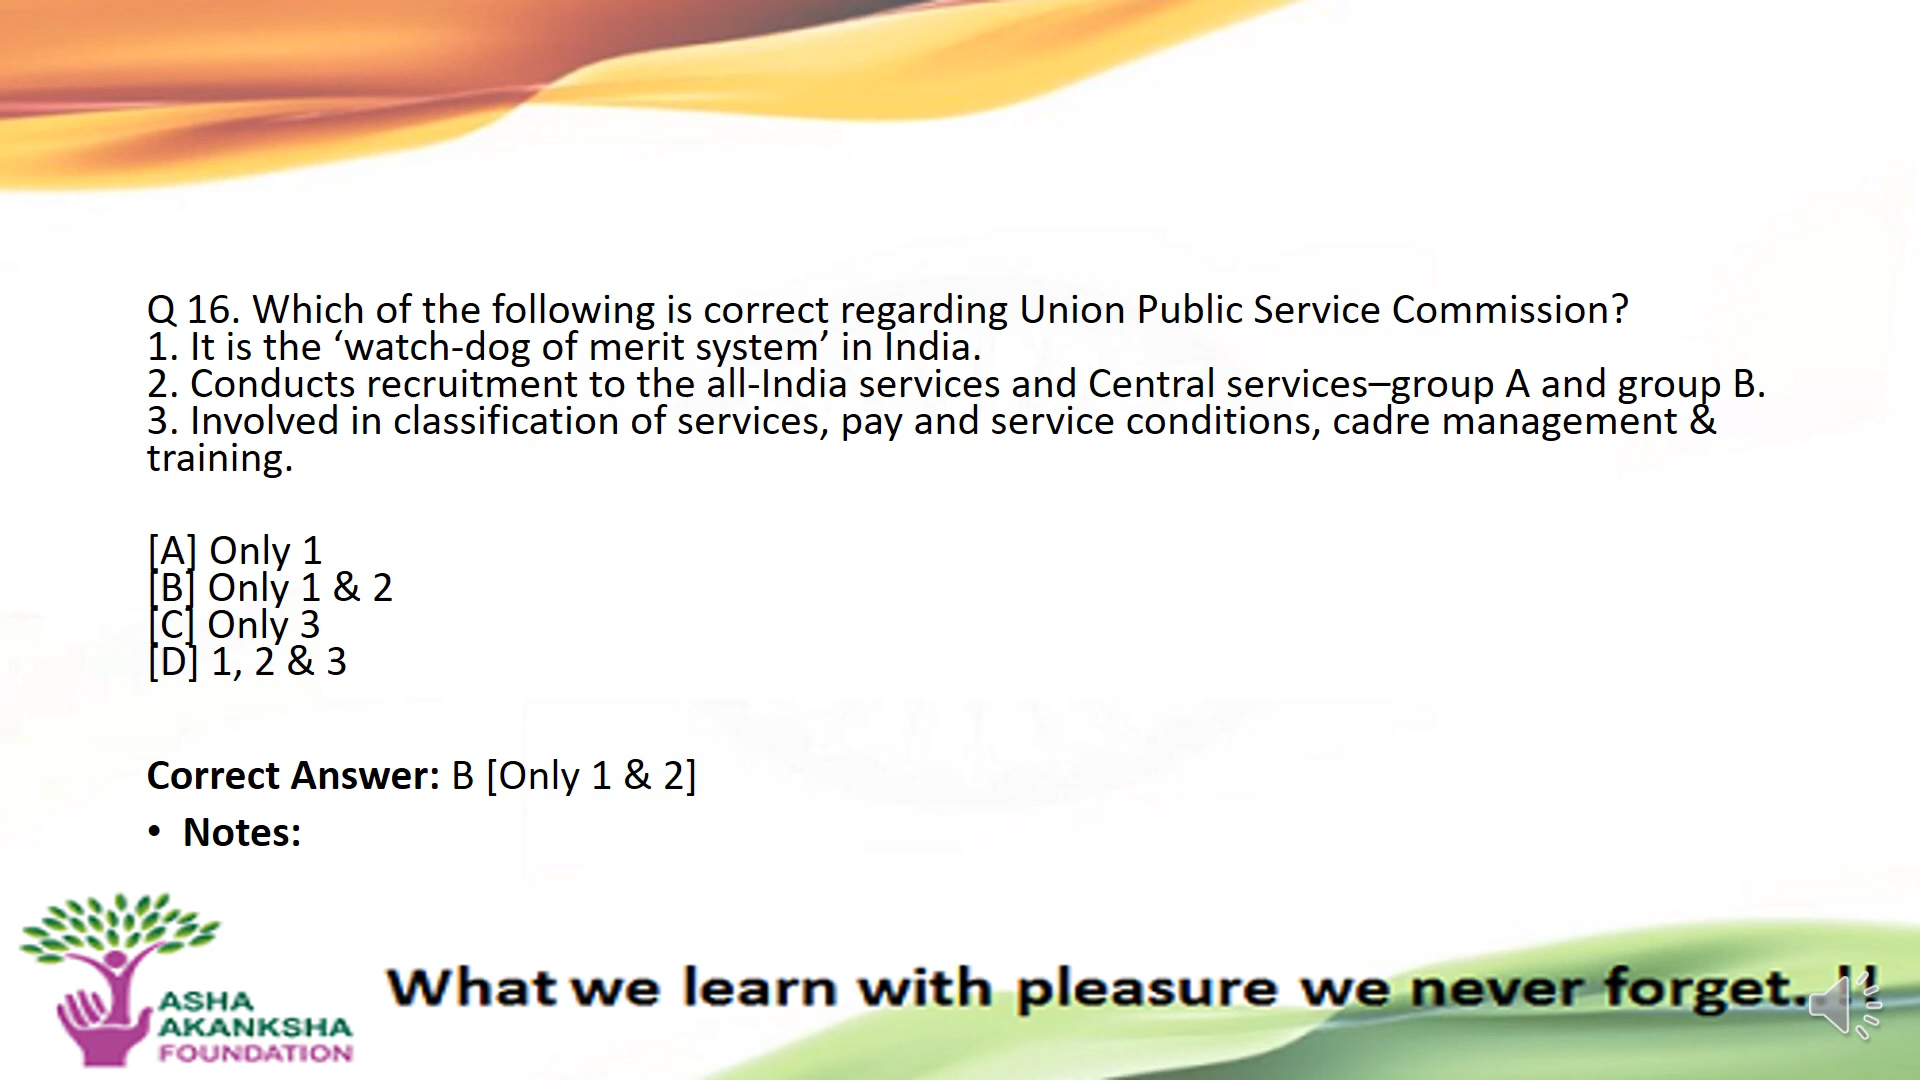 Q 16. Which of the following is correct regarding Union Public Service Commission?
1. It is the ‘watch-dog of merit system’ in India.
2. Conducts recruitment to the all-India services and Central services–group A and group B.
3. Involved in classification of services, pay and service conditions, cadre management &
training.
[A] Only 1
[B] Only 1 & 2
[C] Only 3
[D] 1, 2 & 3
Correct Answer: B [Only 1 & 2]
• Notes:
ASHA
AKANKSHA
FOUNDATION
What we learn with pleasure we never forget..!!